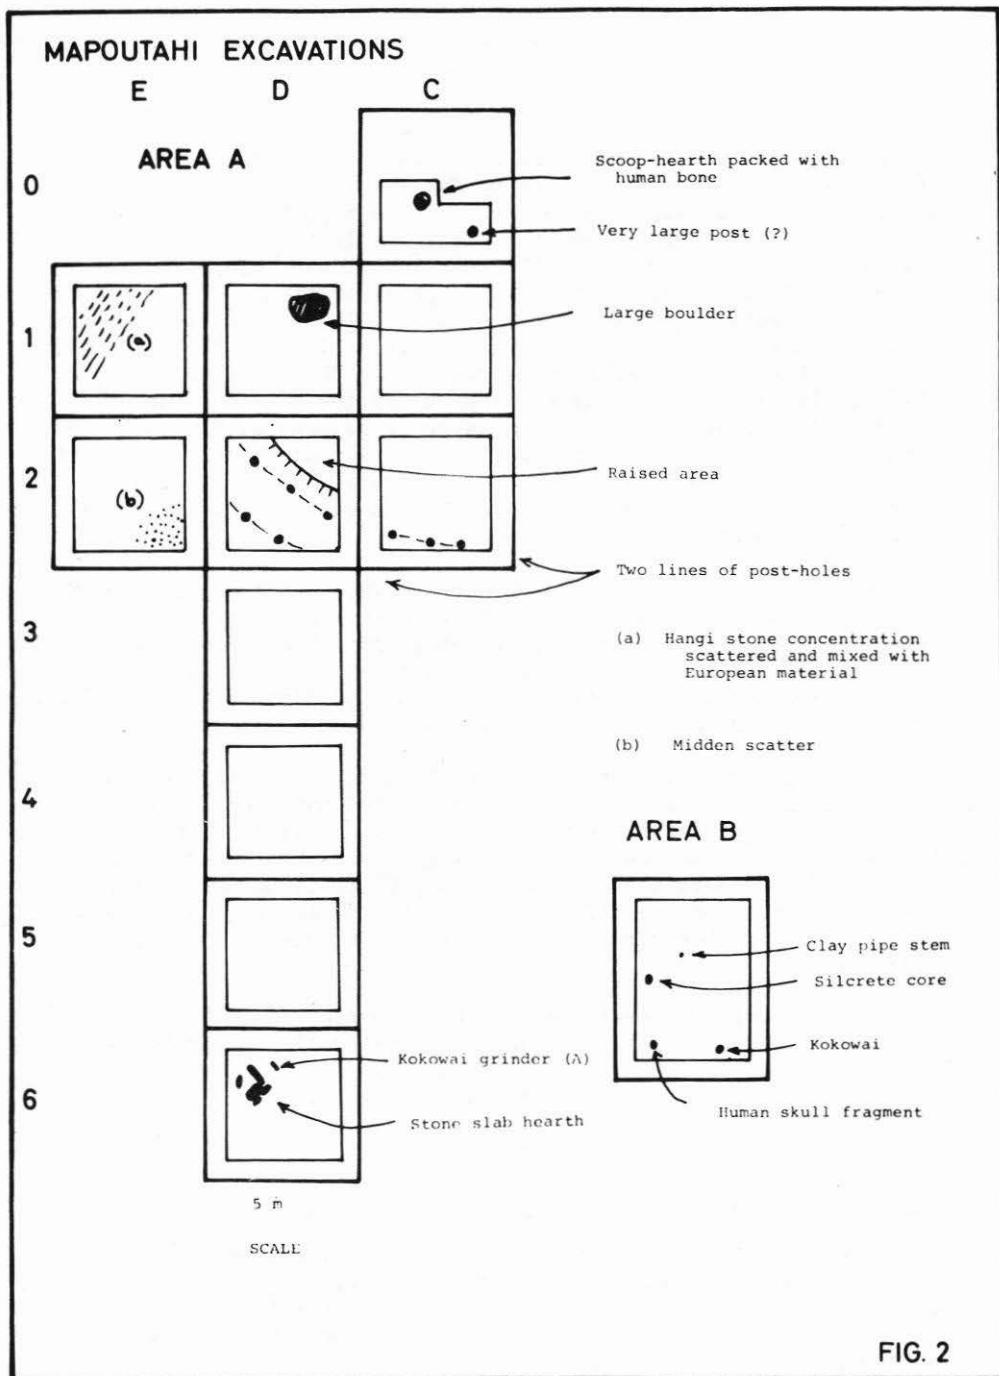 MAPOUTAHI EXCAVATIONS
E D C
AREA A
0
Scoop-hearth packed with
human bone
Very large post (?)
1
(a)
Large boulder
2
(b)
Raised area
Two lines of post-holes
3
(a) Hangi stone concentration
scattered and mixed with
European material
(b) Midden scatter
4
AREA B
5
Clay pipe stem
Silcrete core
Kokowai
Human skull fragment
6
Kokowai grinder (A)
Stone slab hearth
5 m
SCALE
FIG. 2